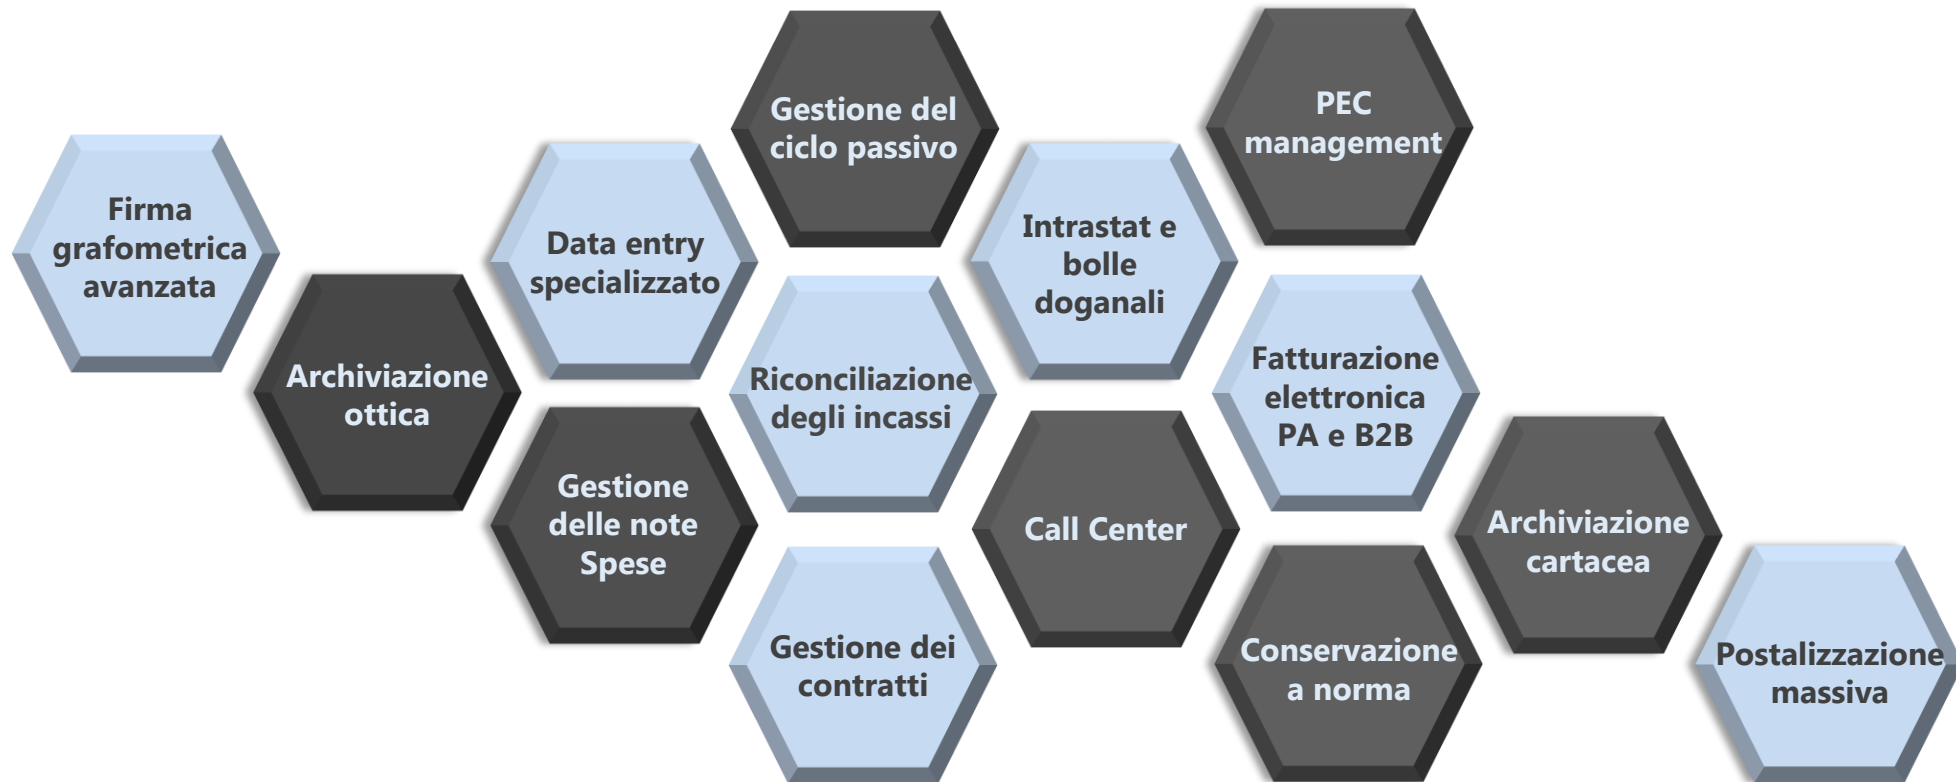 Gestione del
ciclo passivo
PEC
management
Firma
grafometrica
avanzata
Data entry
specializzato
Intrastat e
bolle
doganali
Archiviazione
ottica
Riconciliazione
degli incassi
Fatturazione
elettronica
PA e B2B
Gestione
delle note
Spese
Call Center
Archiviazione
cartacea
Gestione dei
contratti
Conservazione
a norma
Postalizzazione
massiva